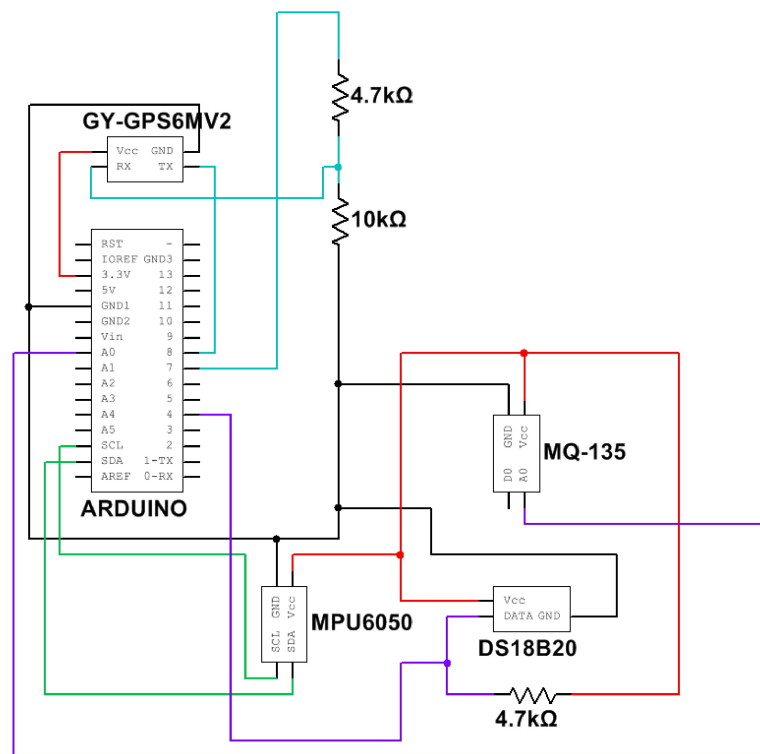 4.7kΩ
GY-GPS6MV2
Vcc GND
RX TX
10kΩ
RST -
IOREF GND3
3.3V 13
5V 12
GND1 11
GND2 10
Vin 9
A0 8
A1 7
A2 6
A3 5
A4 4
A5 3
SCL 2
SDA 1-TX
AREF 0-RX
ARDUINO
GND Vcc
D0 A0
MQ-135
GND Vcc
SCL SDA
MPU6050
Vcc
DATA GND
DS18B20
4.7kΩ